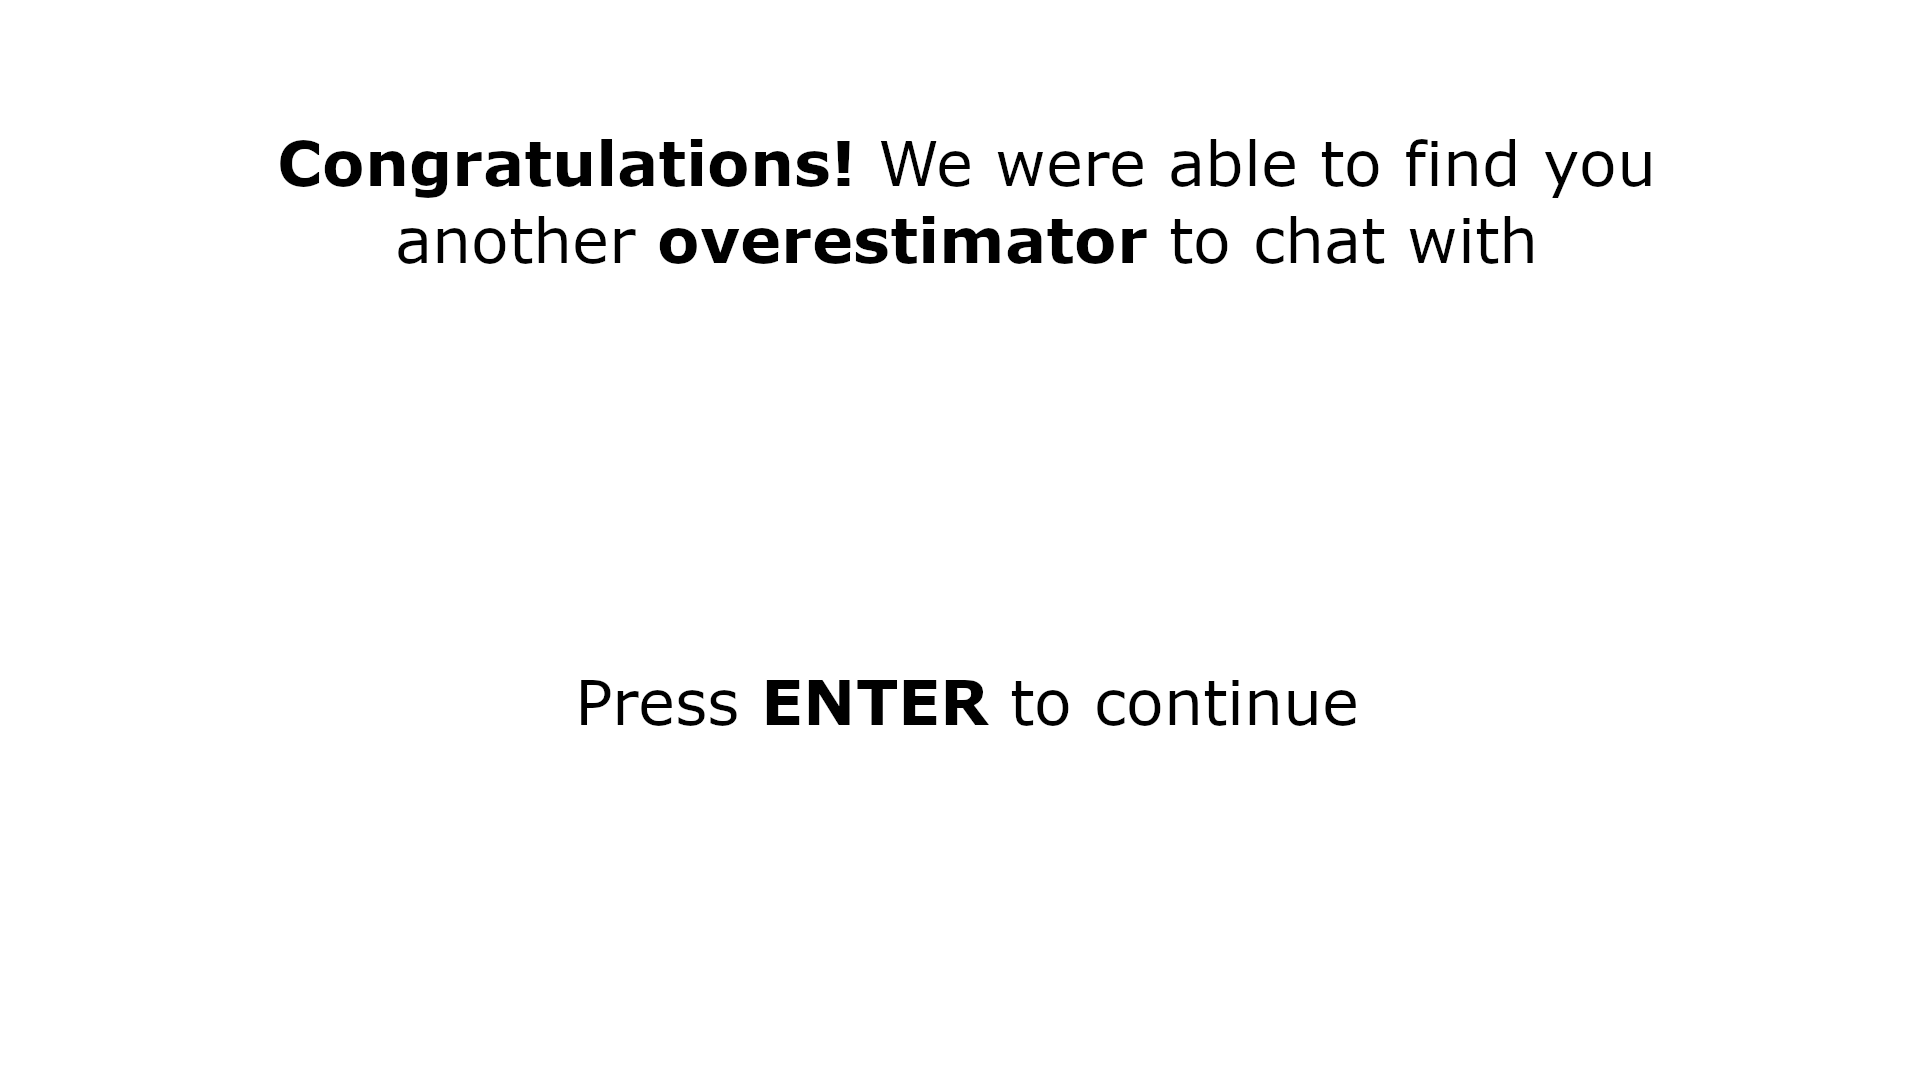 Congratulations! We were able to find you
another overestimator to chat with
Press ENTER to continue